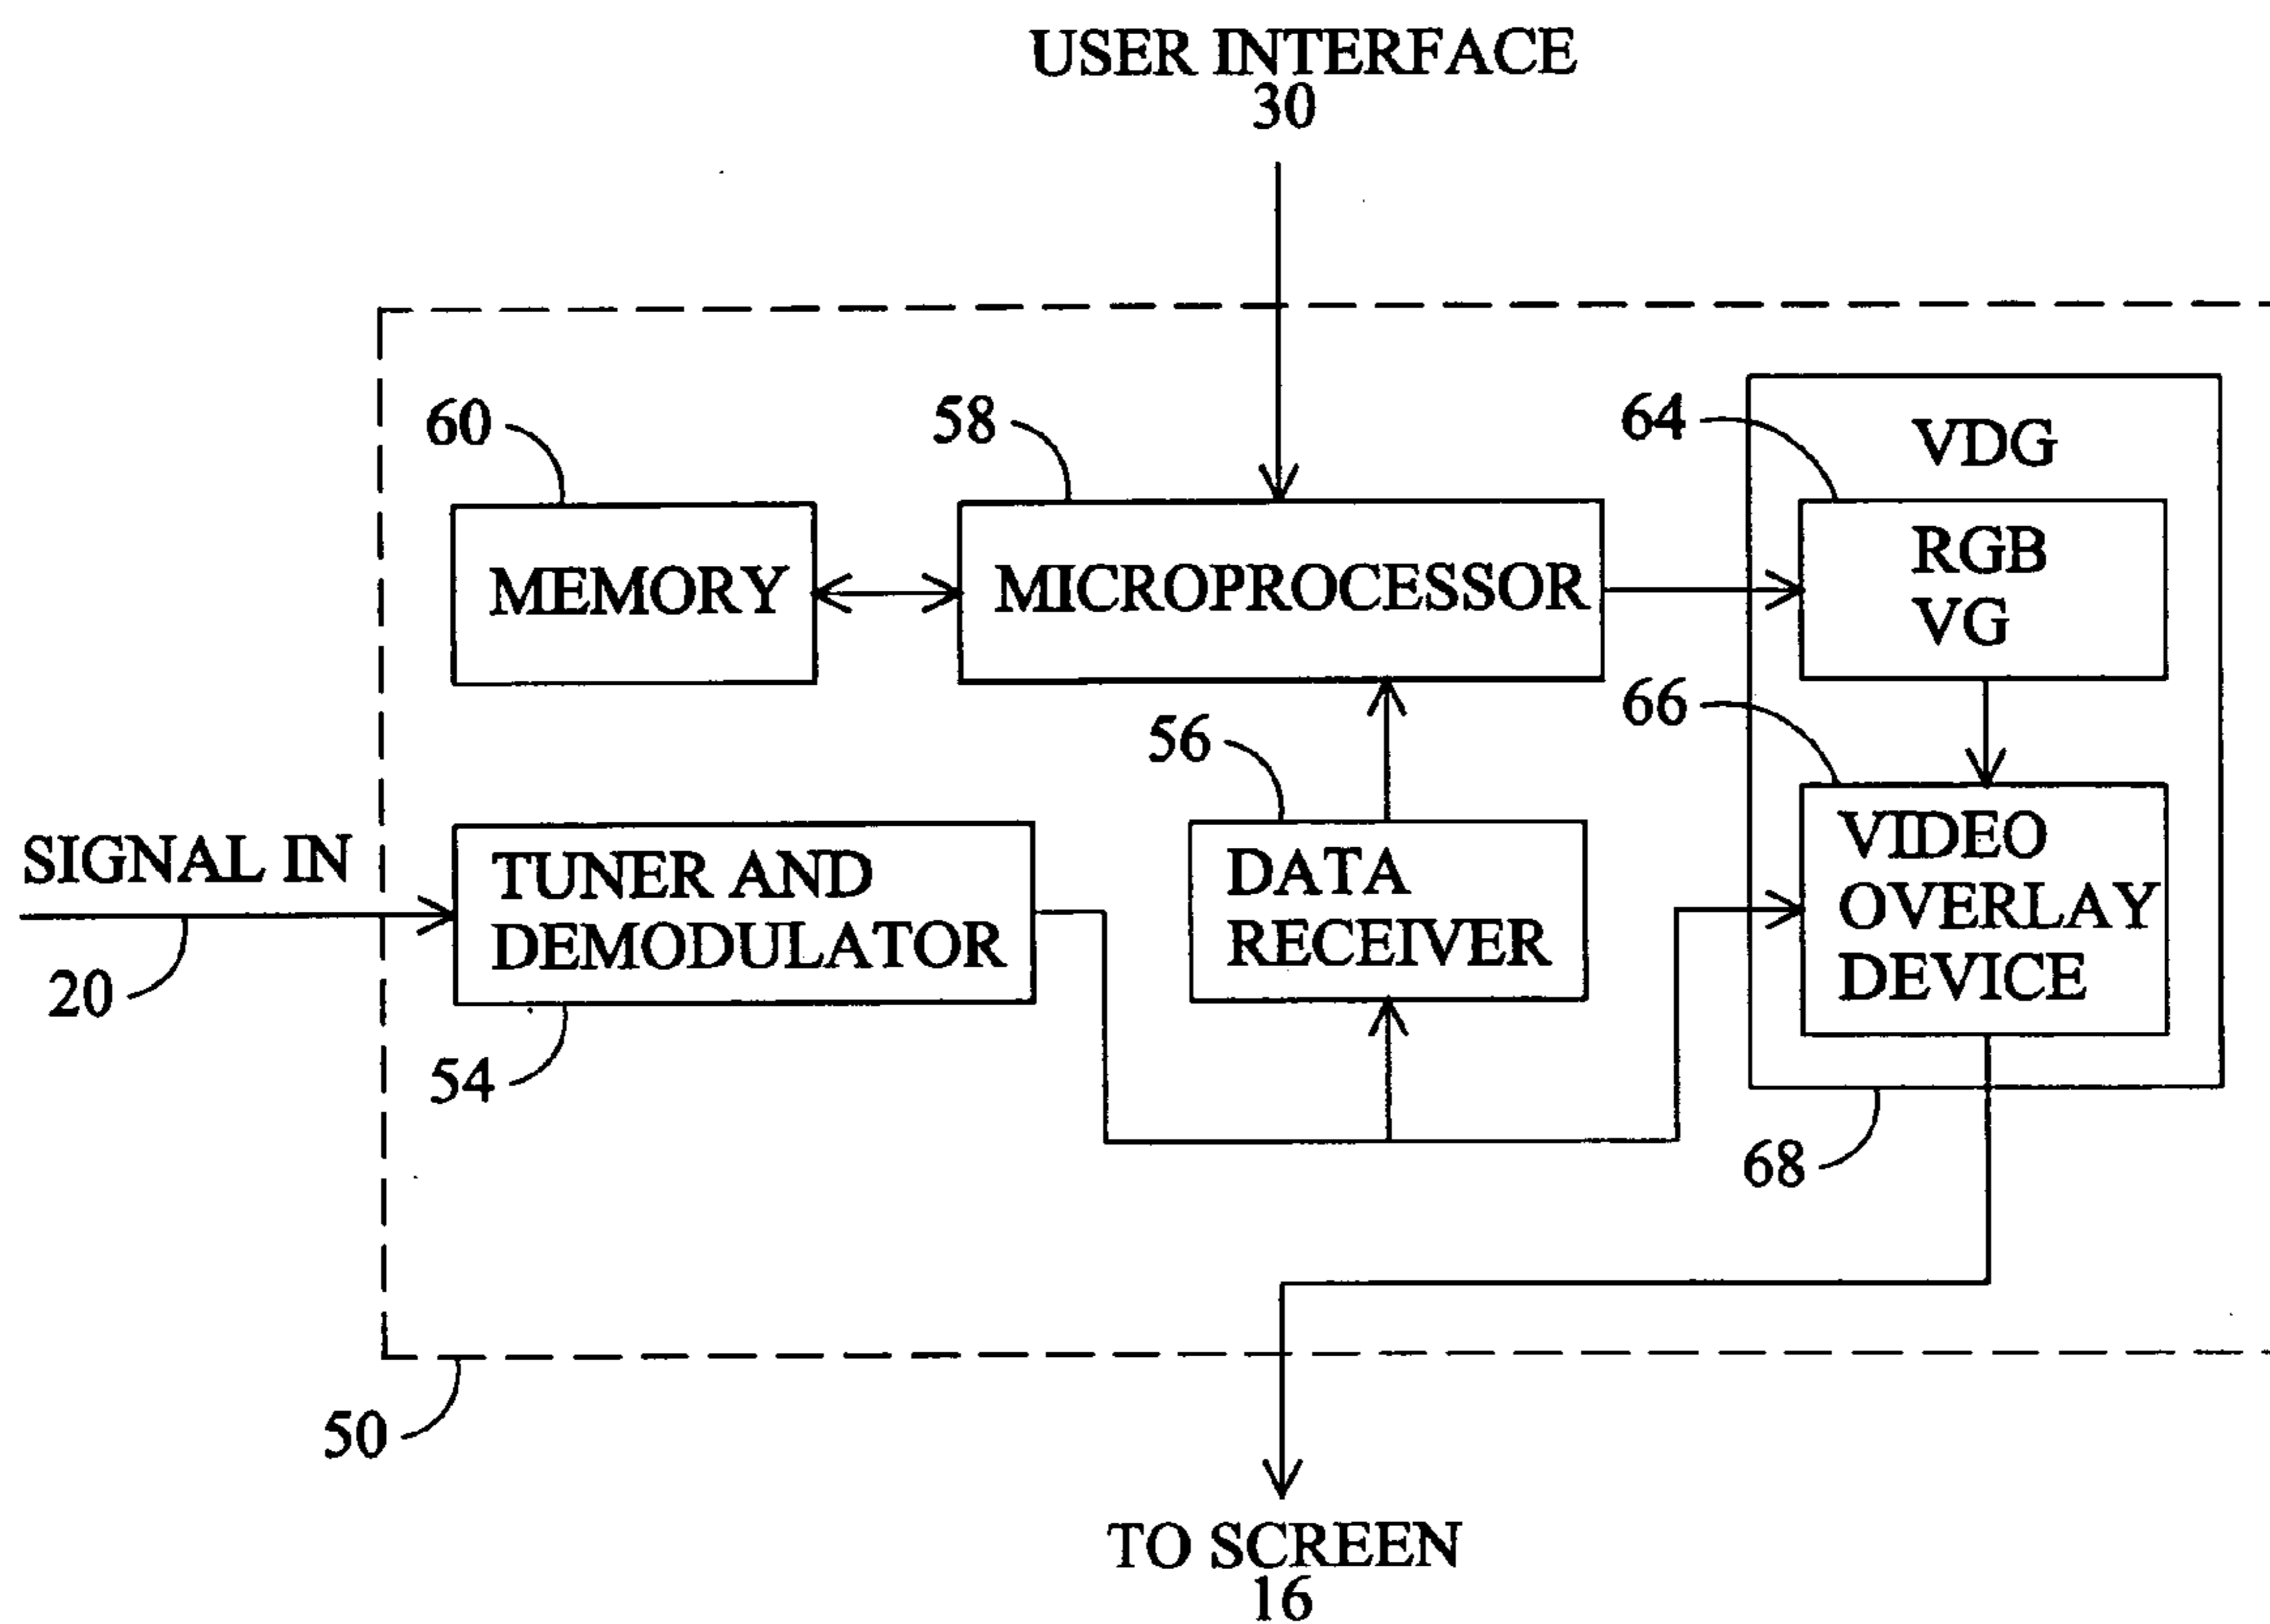 USER INTERFACE
30
60
58
64
VDG
MEMORY
MICROPROCESSOR
RGB
VG
66
56
SIGNAL IN
20
TUNER AND
DEMODULATOR
54
DATA
RECEIVER
VIDEO
OVERLAY
DEVICE
68
50
TO SCREEN
16